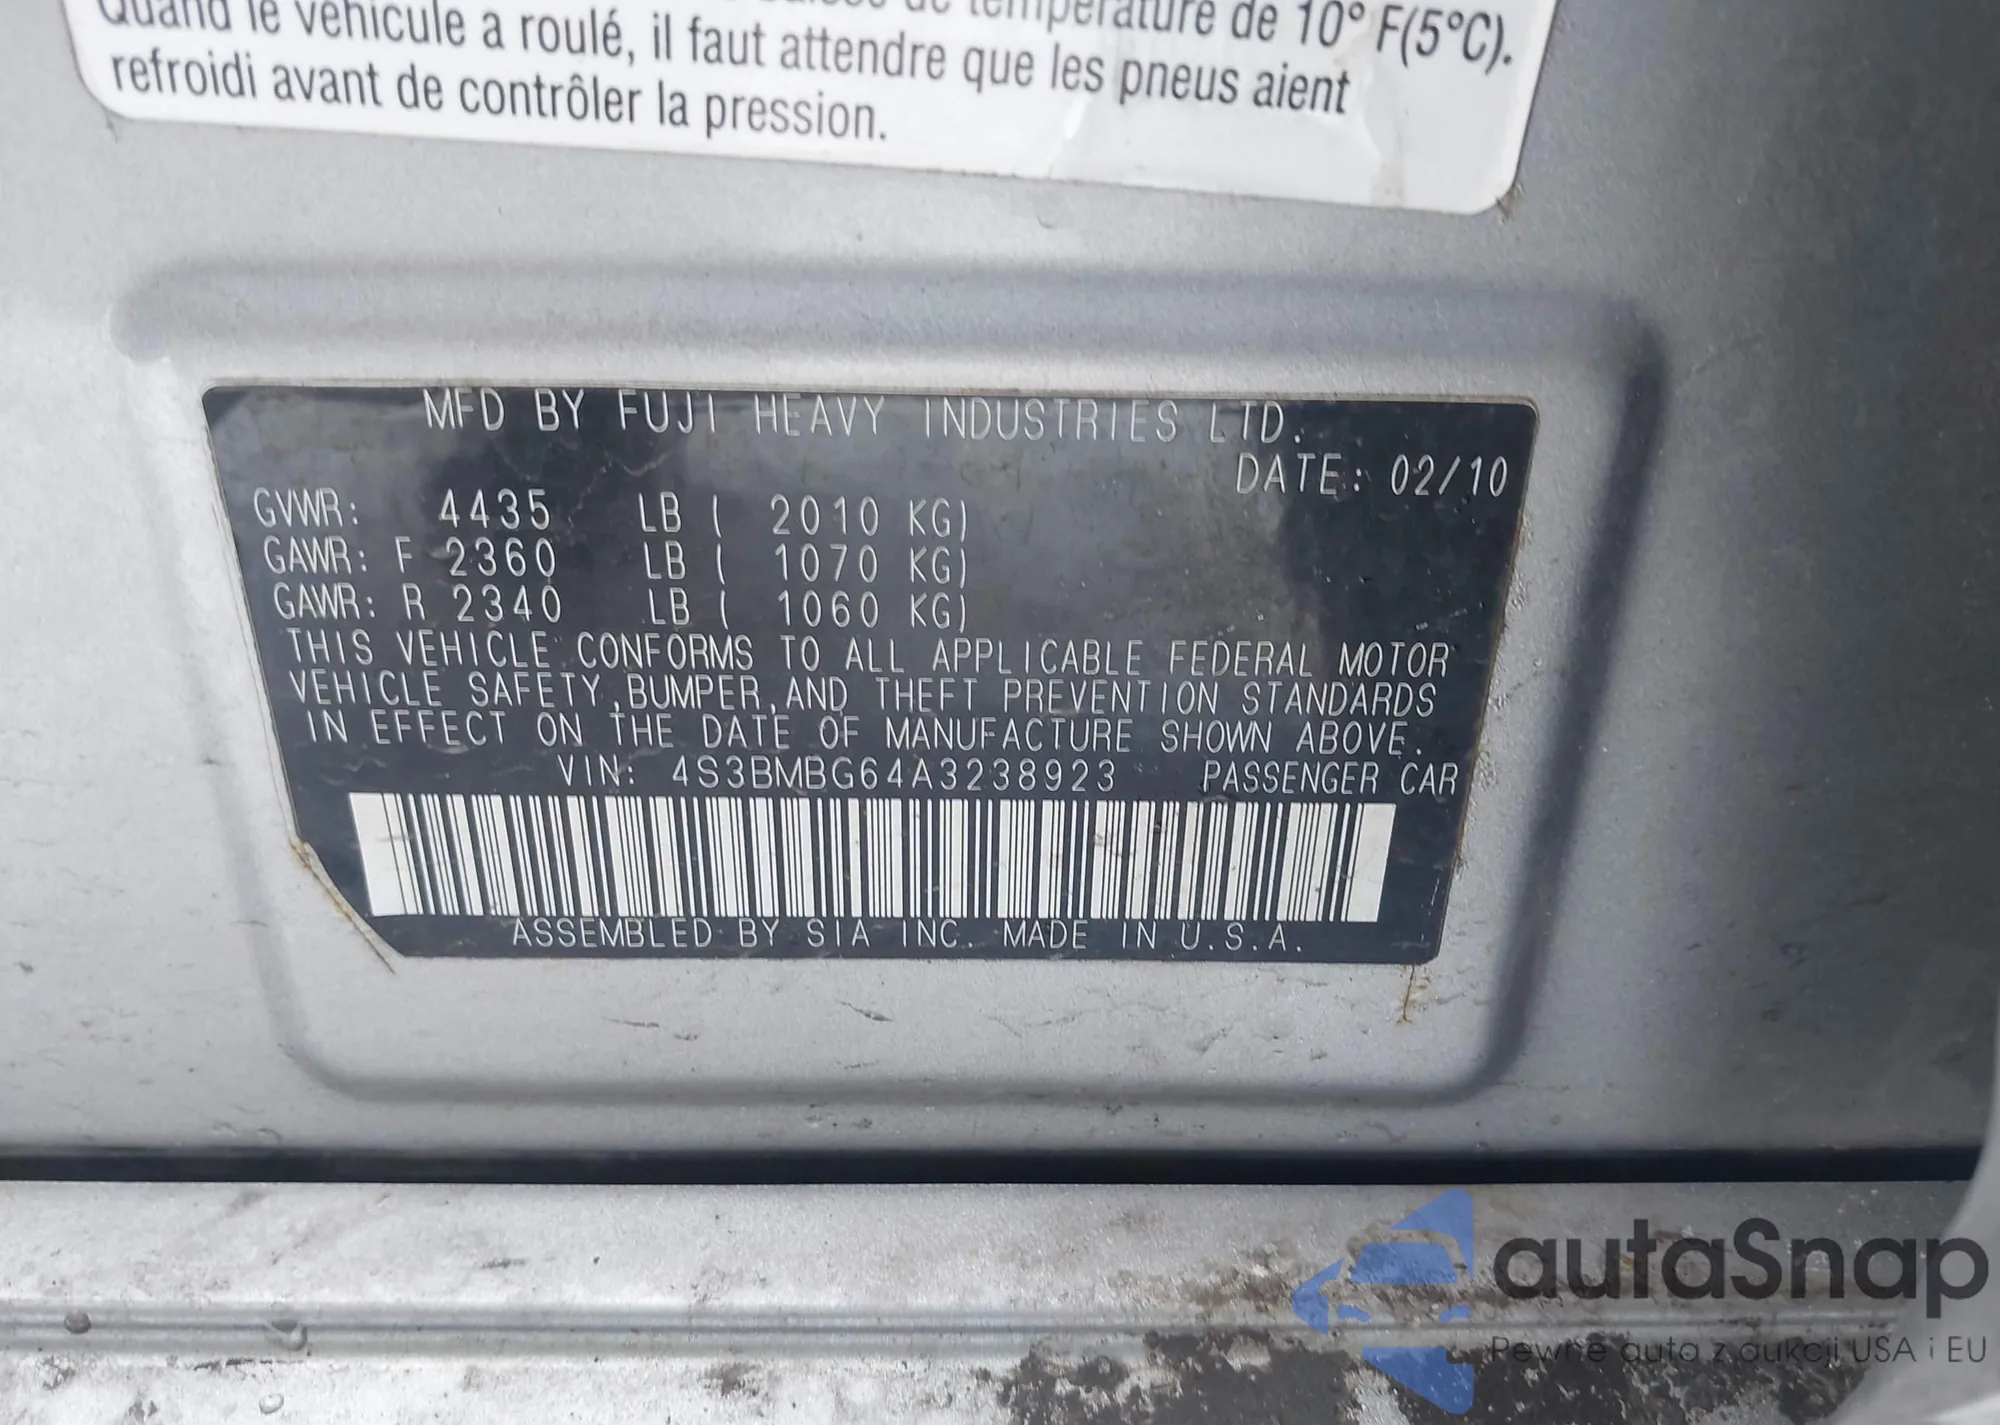 Quand le véhicule a roulé, il faut attendre que les pneus aient
température de 10° F(5°C).
refroidi avant de contrôler la pression.
MFD BY FUJI HEAVY INDUSTRIES LTD.
DATE: 02/10
GVWR: 4435 LB ( 2010 KG)
GAWR: F 2360 LB ( 1070 KG)
GAWR: R 2340 LB ( 1060 KG)
THIS VEHICLE CONFORMS TO ALL APPLICABLE FEDERAL MOTOR
VEHICLE SAFETY,BUMPER,AND THEFT PREVENTION STANDARDS
IN EFFECT ON THE DATE OF MANUFACTURE SHOWN ABOVE.
VIN: 4S3BMBG64A3238923 PASSENGER CAR
ASSEMBLED BY SIA INC. MADE IN U.S.A.
autaSnap
Pewne auta z aukcji USA i EU